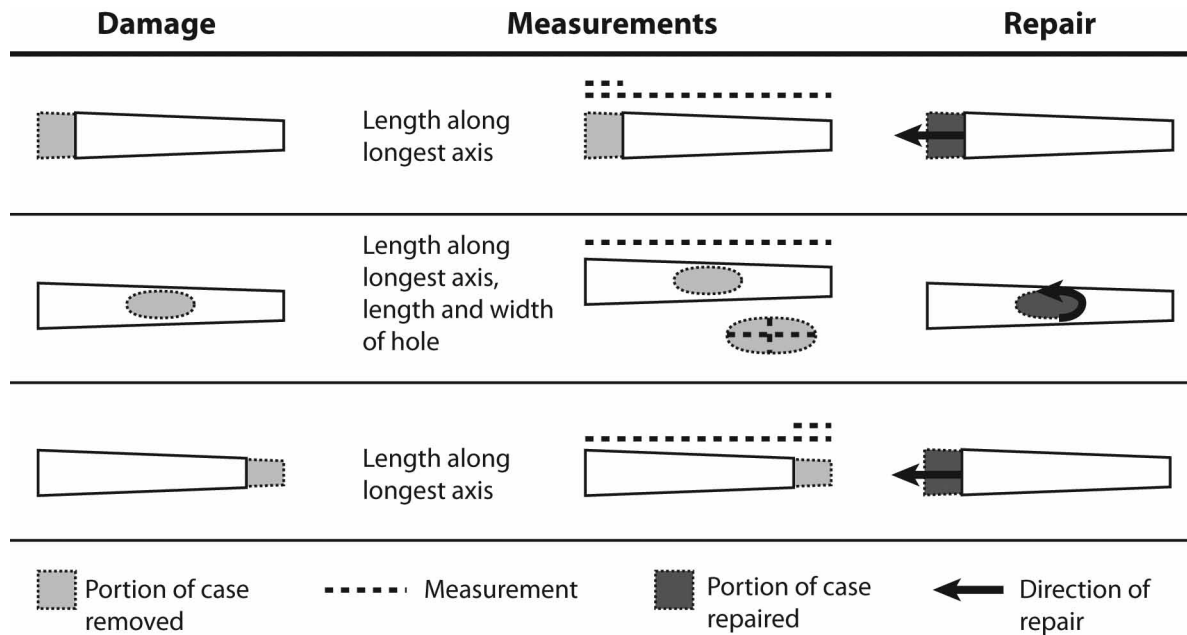 Damage
Measurements
Repair
Length along
longest axis
Length along
longest axis,
length and width
of hole
Length along
longest axis
Portion of case
removed
Measurement
Portion of case
repaired
Direction of
repair